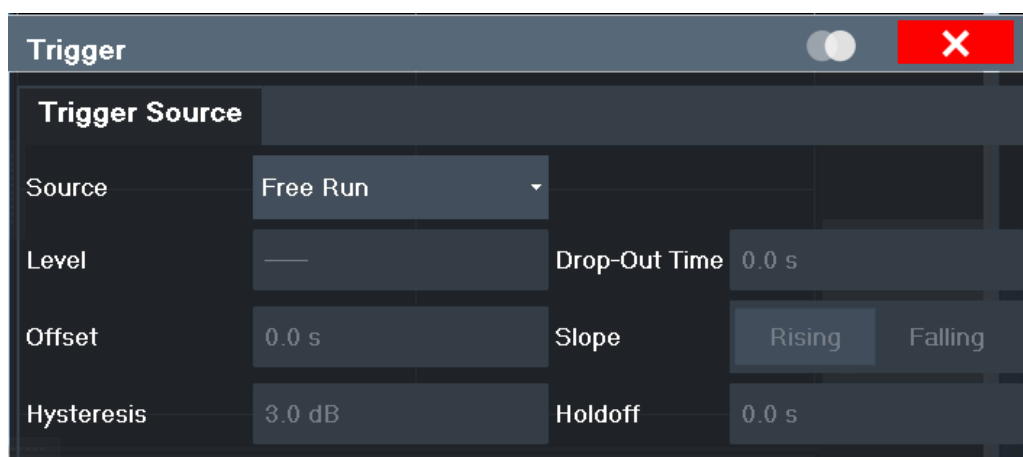 Trigger
Trigger Source
Source Free Run
Level Drop-Out Time 0.0 s
Offset 0.0 s Slope Rising Falling
Hysteresis 3.0 dB Holdoff 0.0 s